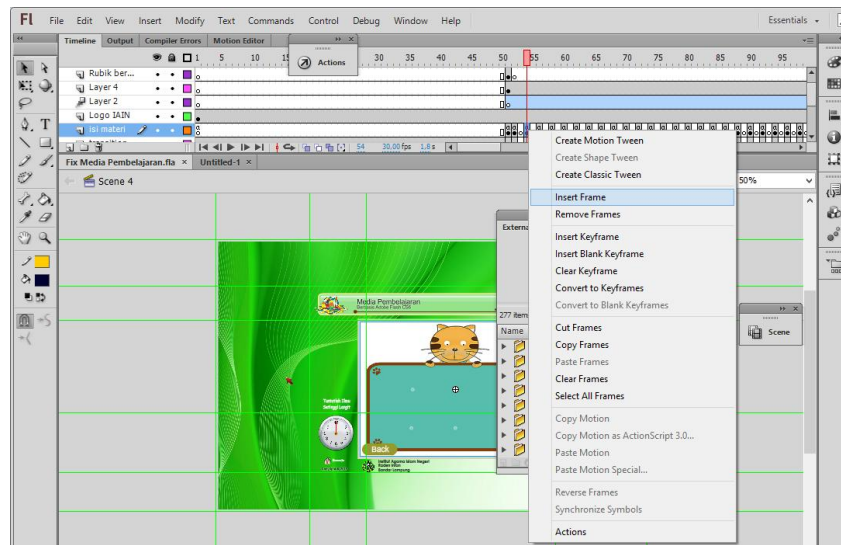 Fl File Edit View Insert Modify Text Commands Control Debug Window Help Essentials
Timeline Output Compiler Errors Motion Editor
Actions
1 5 10 15 30 35 40 45 50 55 60 65 70 75 80 85 90 95
Rubik ber...
Layer 4
Layer 2
Logo IAIN
isi materi
54 30.00 fps 1.8 s
Fix Media Pembelajaran.fla × Untitled-1 ×
Scene 4
50%
Externa
277 item
Name
Media Pembelajaran
Back
Create Motion Tween
Create Shape Tween
Create Classic Tween
Insert Frame
Remove Frames
Insert Keyframe
Insert Blank Keyframe
Clear Keyframe
Convert to Keyframes
Convert to Blank Keyframes
Cut Frames
Copy Frames
Paste Frames
Clear Frames
Select All Frames
Copy Motion
Copy Motion as ActionScript 3.0...
Paste Motion
Paste Motion Special...
Reverse Frames
Synchronize Symbols
Actions
Scene